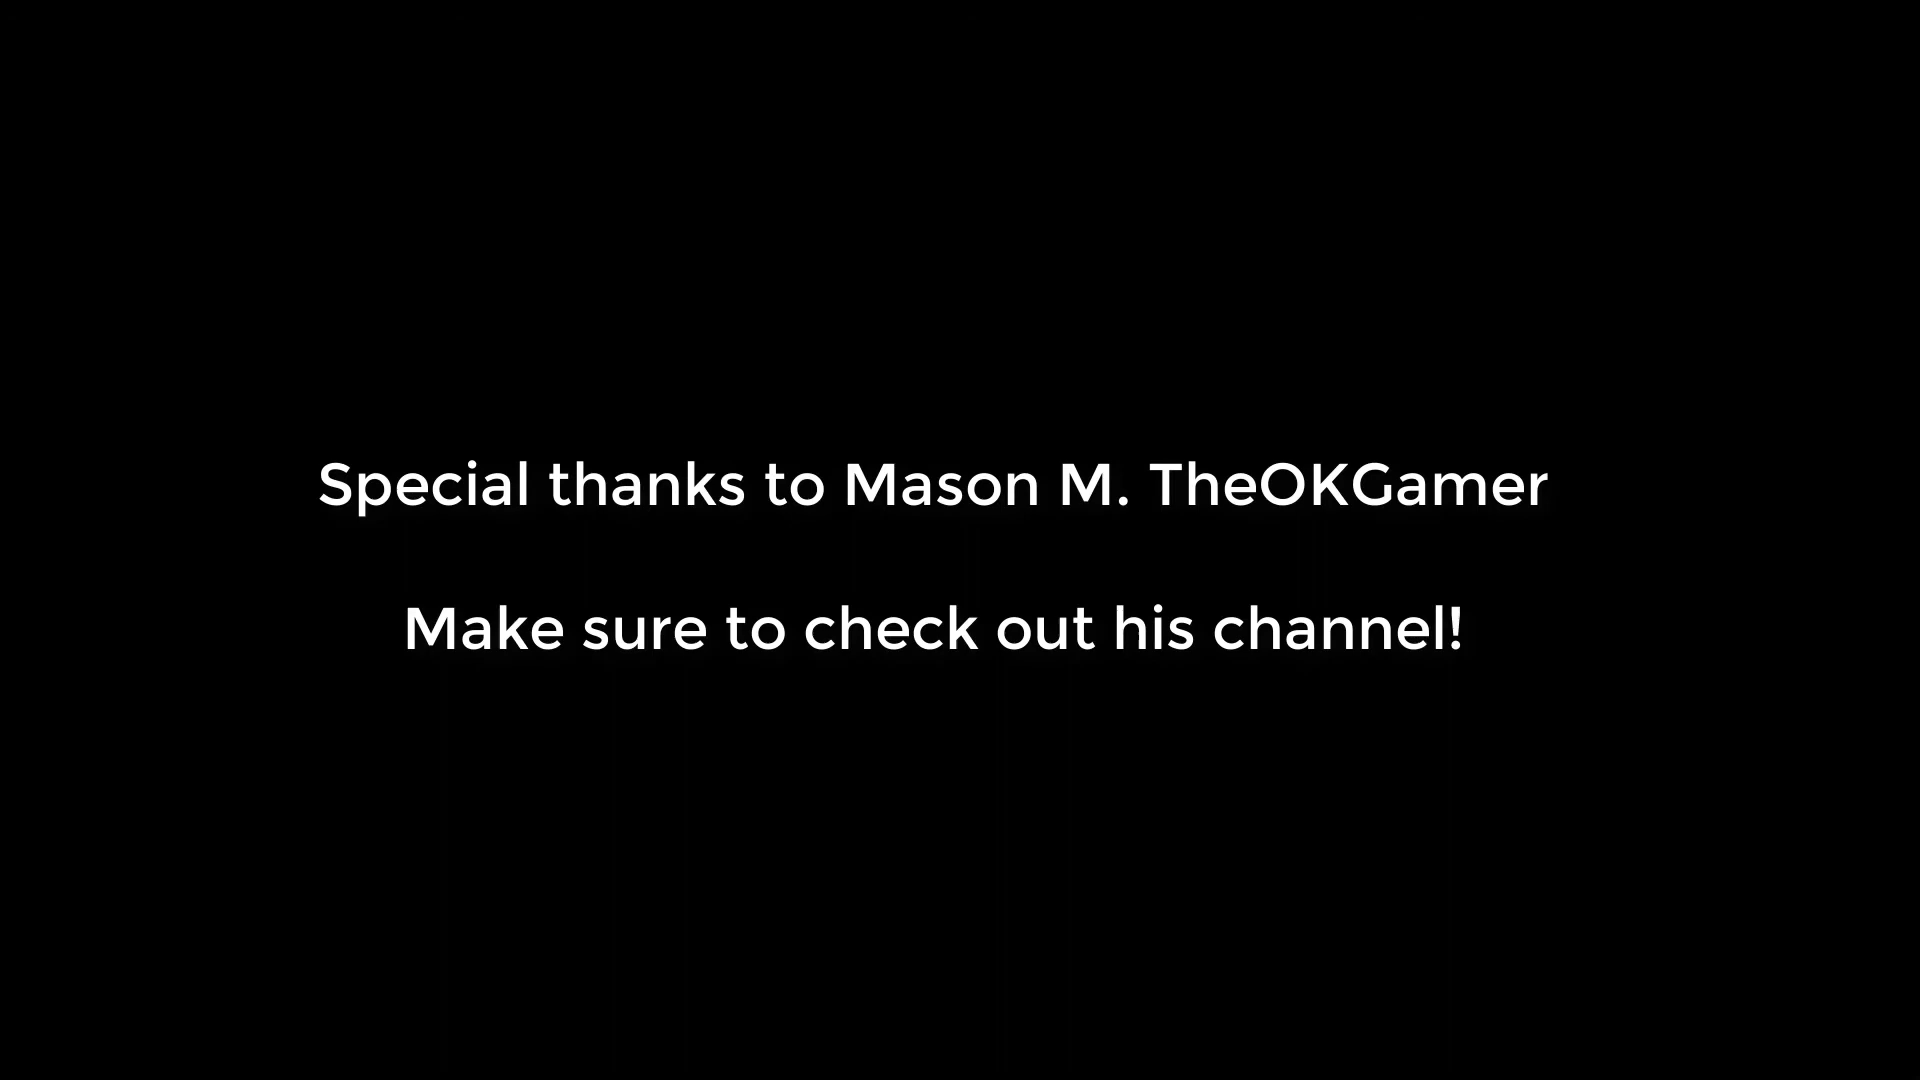 Special thanks to Mason M. TheOKGamer
Make sure to check out his channel!